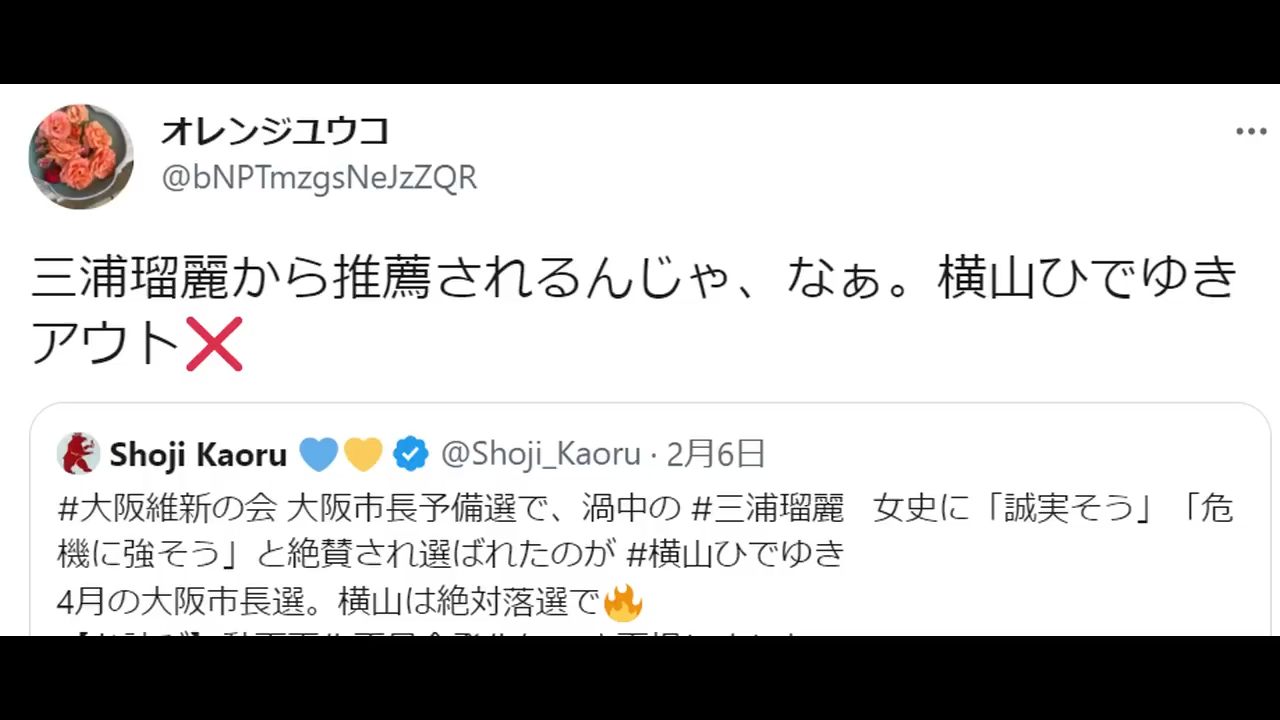 オレンジユウコ
@bNPTmzgsNeJzZQR
三浦瑠麗から推薦されるんじゃ、なぁ。横山ひでゆき
アウト❌
Shoji Kaoru 💙💛 @Shoji_Kaoru · 2月6日
#大阪維新の会 大阪市長予備選で、渦中の #三浦瑠麗 女史に「誠実そう」「危
機に強そう」と絶賛され選ばれたのが #横山ひでゆき
4月の大阪市長選。横山は絶対落選で🔥